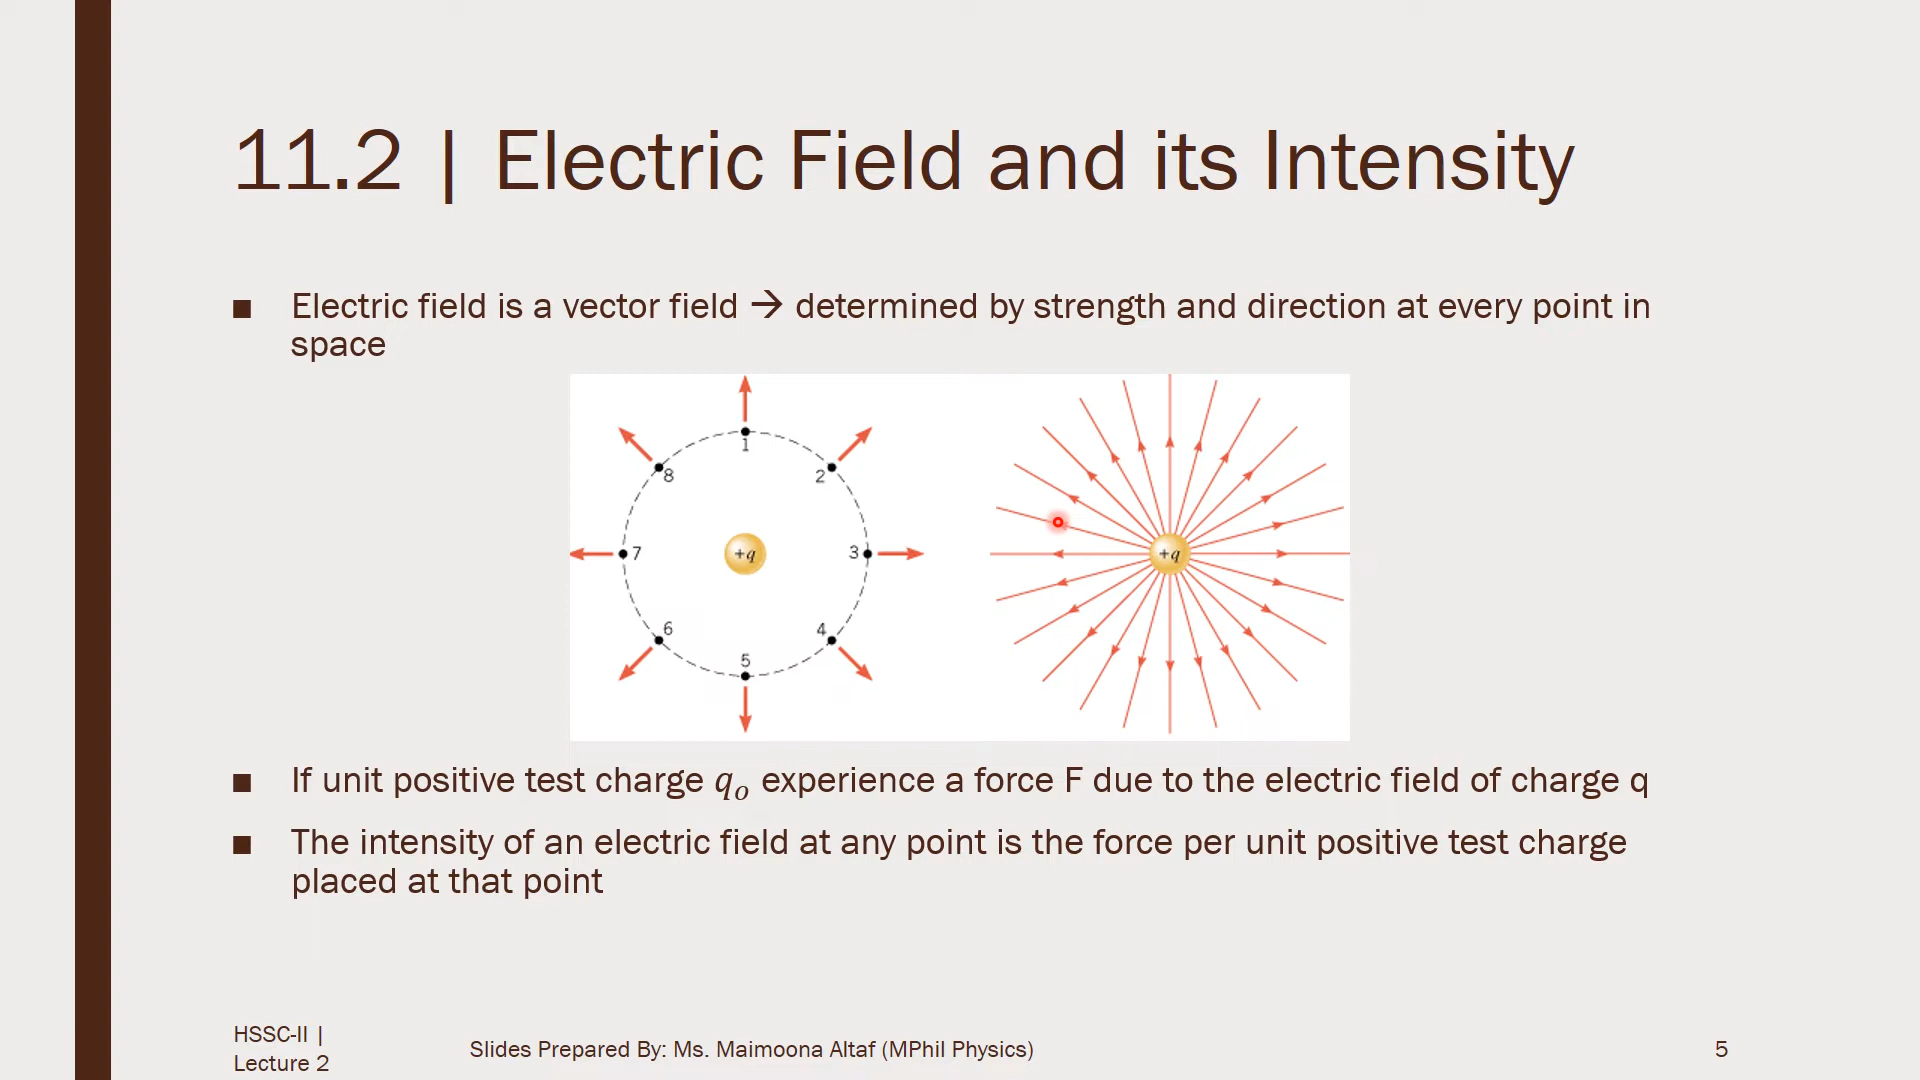 11.2 | Electric Field and its Intensity
■ Electric field is a vector field → determined by strength and direction at every point in
space
1
8
2
+q
7
3
6
4
5
+q
■ If unit positive test charge qₒ experience a force F due to the electric field of charge q
■ The intensity of an electric field at any point is the force per unit positive test charge
placed at that point
HSSC-II |
Lecture 2
Slides Prepared By: Ms. Maimoona Altaf (MPhil Physics)
5